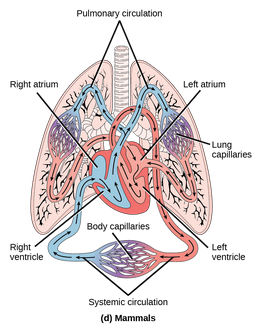 Pulmonary circulation
Right atrium
Left atrium
Lung
capillaries
Body capillaries
Right
ventricle
Left
ventricle
Systemic circulation
(d) Mammals